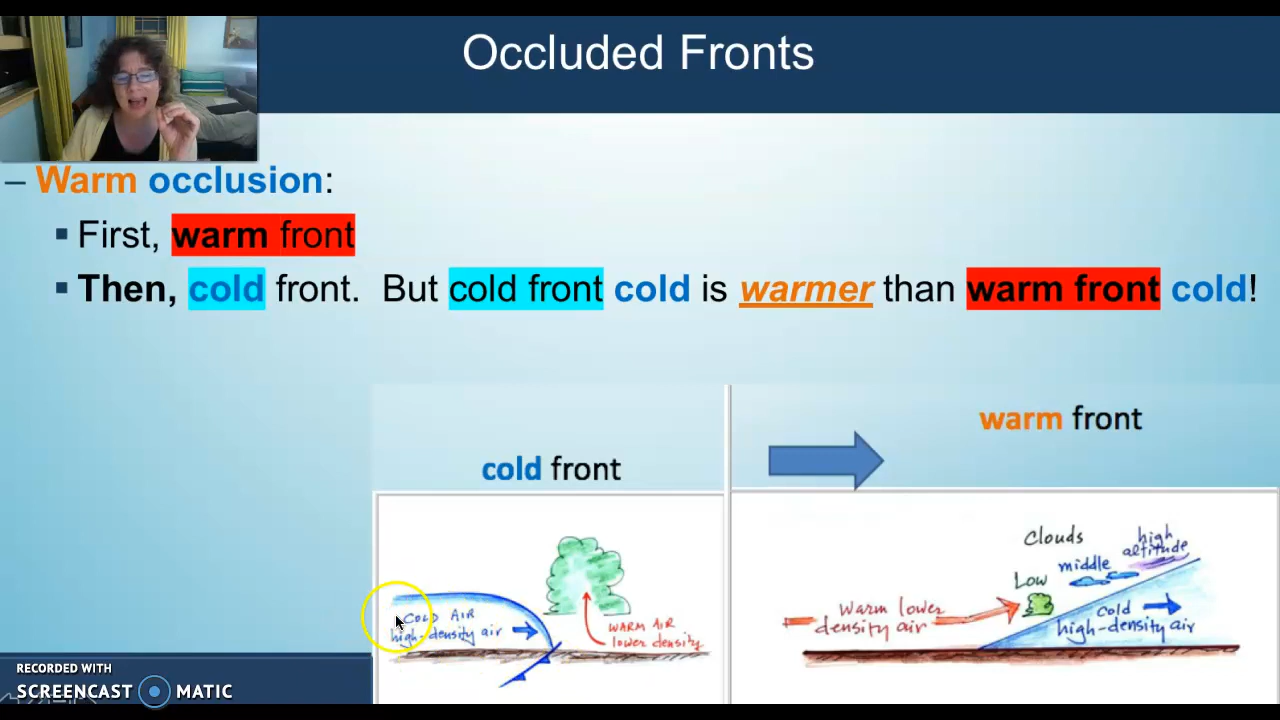 Occluded Fronts
– Warm occlusion:
▪ First, warm front
▪ Then, cold front. But cold front cold is warmer than warm front cold!
warm front
cold front
Clouds
high
altitude
middle
Low
Warm lower
density air
Cold
high-density air
COLD AIR
high-density air
WARM AIR
lower density
RECORDED WITH
SCREENCAST MATIC